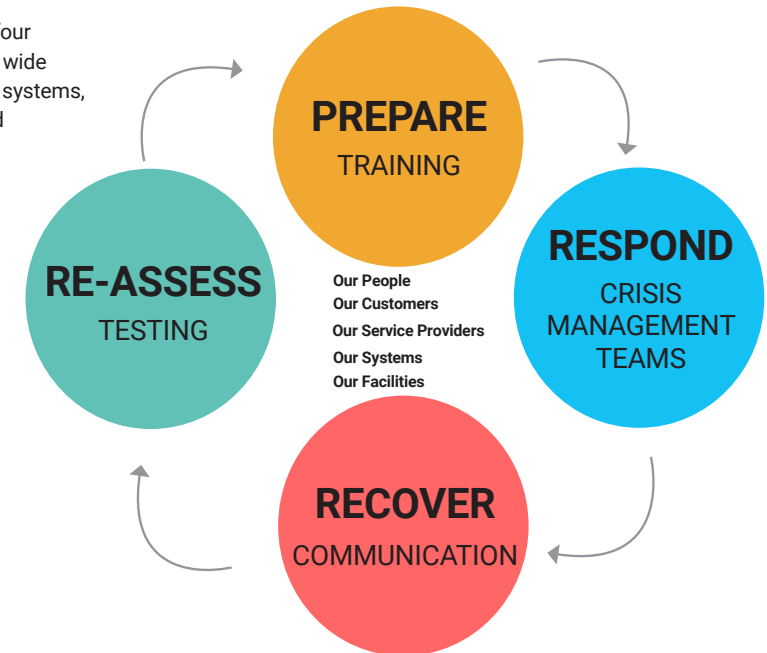 wide
systems,
PREPARE
TRAINING
RESPOND
CRISIS
MANAGEMENT
TEAMS
RE-ASSESS
TESTING
Our People
Our Customers
Our Service Providers
Our Systems
Our Facilities
RECOVER
COMMUNICATION